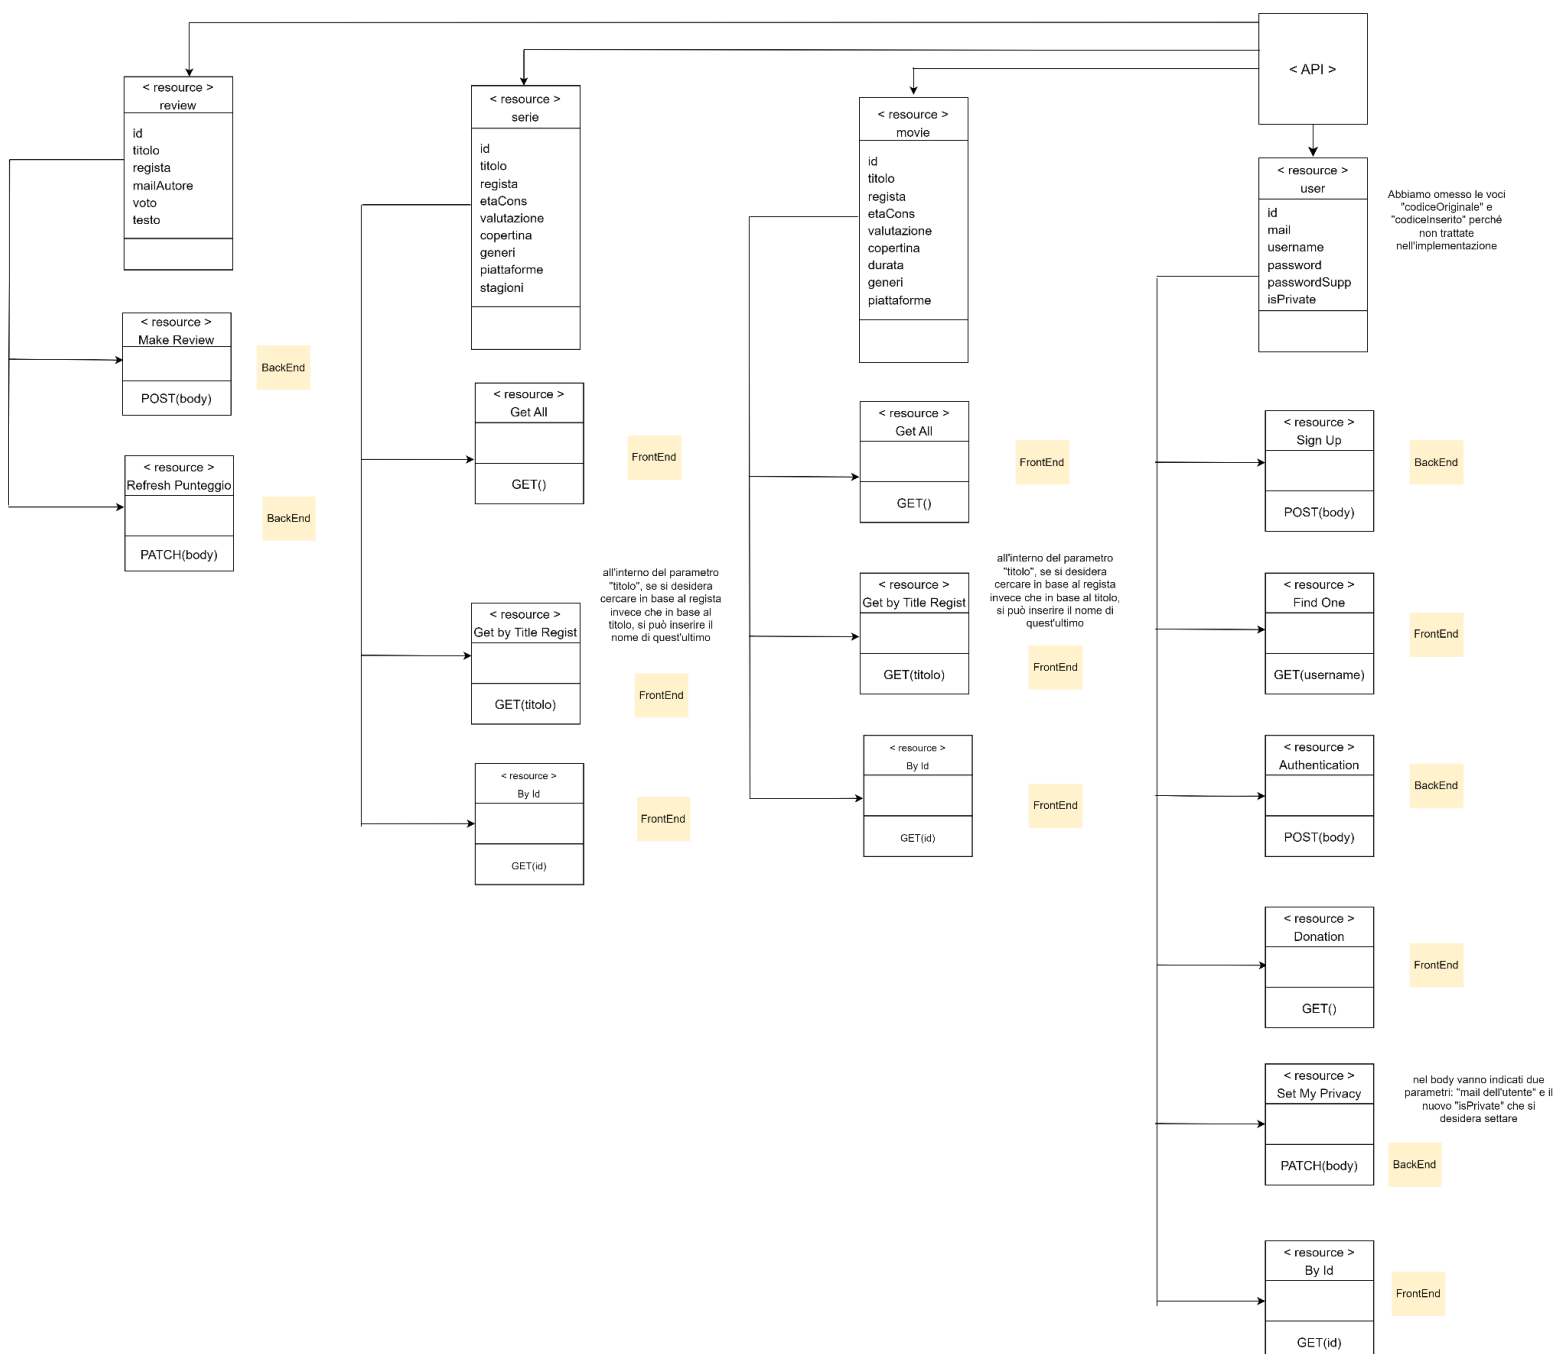 < API >
< resource >
review
id
titolo
regista
mailAutore
voto
testo
< resource >
Make Review
POST(body)
BackEnd
< resource >
Refresh Punteggio
PATCH(body)
BackEnd
< resource >
serie
id
titolo
regista
etaCons
valutazione
copertina
generi
piattaforme
stagioni
< resource >
Get All
GET()
FrontEnd
all'interno del parametro
"titolo", se si desidera
cercare in base al regista
invece che in base al
titolo, si può inserire il
nome di quest'ultimo
< resource >
Get by Title Regist
GET(titolo)
FrontEnd
< resource >
By Id
GET(id)
FrontEnd
< resource >
movie
id
titolo
regista
etaCons
valutazione
copertina
durata
generi
piattaforme
< resource >
Get All
GET()
FrontEnd
all'interno del parametro
"titolo", se si desidera
cercare in base al regista
invece che in base al titolo,
si può inserire il nome di
quest'ultimo
< resource >
Get by Title Regist
GET(titolo)
FrontEnd
< resource >
By Id
GET(id)
FrontEnd
< resource >
user
id
mail
username
password
passwordSupp
isPrivate
Abbiamo omesso le voci
"codiceOriginale" e
"codiceInserito" perché
non trattate
nell'implementazione
< resource >
Sign Up
POST(body)
BackEnd
< resource >
Find One
GET(username)
FrontEnd
< resource >
Authentication
POST(body)
BackEnd
< resource >
Donation
GET()
FrontEnd
< resource >
Set My Privacy
PATCH(body)
nel body vanno indicati due
parametri: "mail dell'utente" e il
nuovo "isPrivate" che si
desidera settare
BackEnd
< resource >
By Id
GET(id)
FrontEnd